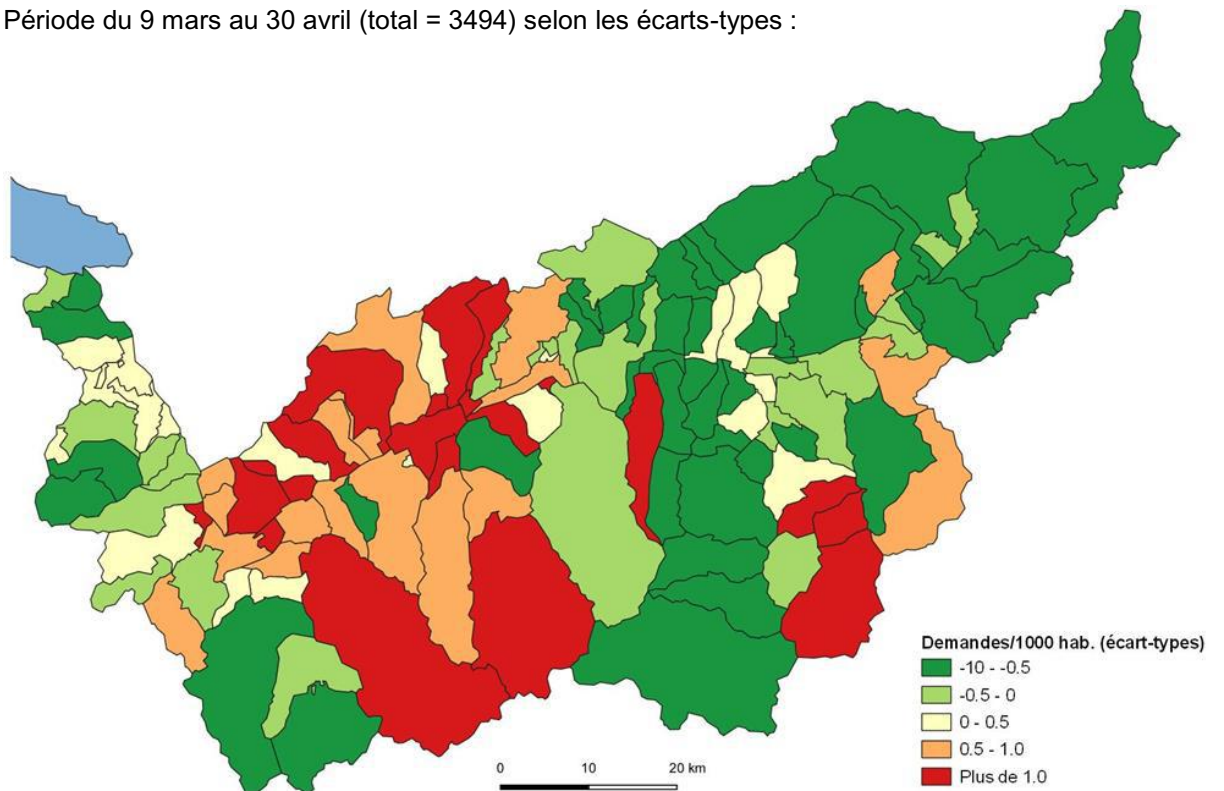 Période du 9 mars au 30 avril (total = 3494) selon les écarts-types :
Demandes/1000 hab. (écart-types)
-10 - -0.5
-0.5 - 0
0 - 0.5
0.5 - 1.0
Plus de 1.0
0 10 20 km